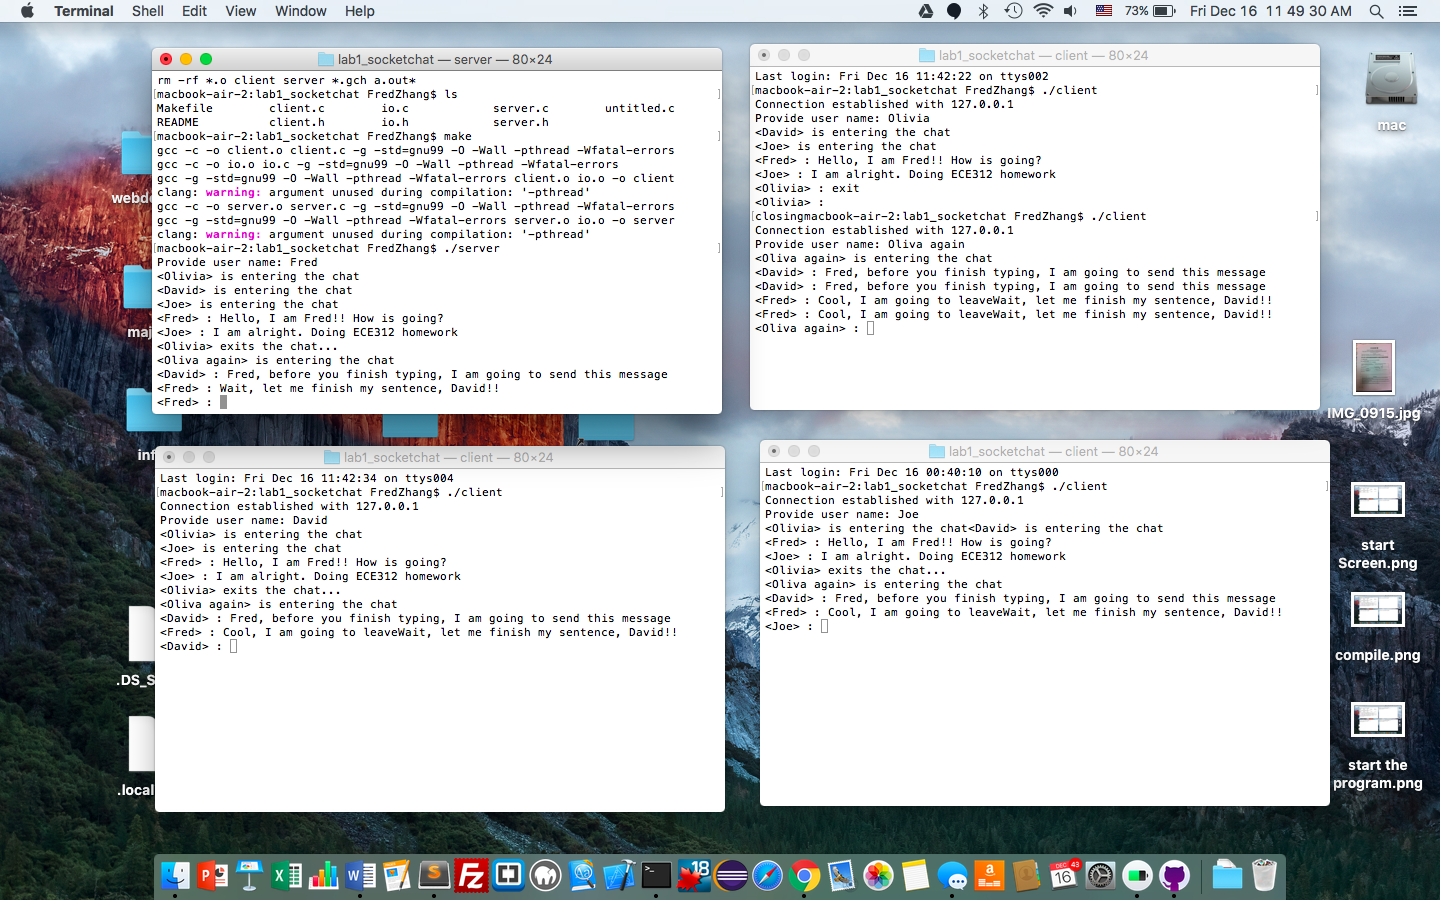 Terminal Shell Edit View Window Help 73% Fri Dec 16 11 49 30 AM
lab1_socketchat — server — 80×24
rm -rf *.o client server *.gch a.out*
[macbook-air-2:lab1_socketchat FredZhang$ ls ]
Makefile client.c io.c server.c untitled.c
README client.h io.h server.h
[macbook-air-2:lab1_socketchat FredZhang$ make ]
gcc -c -o client.o client.c -g -std=gnu99 -O -Wall -pthread -Wfatal-errors
gcc -c -o io.o io.c -g -std=gnu99 -O -Wall -pthread -Wfatal-errors
gcc -g -std=gnu99 -O -Wall -pthread -Wfatal-errors client.o io.o -o client
clang: warning: argument unused during compilation: '-pthread'
gcc -c -o server.o server.c -g -std=gnu99 -O -Wall -pthread -Wfatal-errors
gcc -g -std=gnu99 -O -Wall -pthread -Wfatal-errors server.o io.o -o server
clang: warning: argument unused during compilation: '-pthread'
[macbook-air-2:lab1_socketchat FredZhang$ ./server ]
Provide user name: Fred
<Olivia> is entering the chat
<David> is entering the chat
<Joe> is entering the chat
<Fred> : Hello, I am Fred!! How is going?
<Joe> : I am alright. Doing ECE312 homework
<Olivia> exits the chat...
<Oliva again> is entering the chat
<David> : Fred, before you finish typing, I am going to send this message
<Fred> : Wait, let me finish my sentence, David!!
<Fred> :
lab1_socketchat — client — 80×24
Last login: Fri Dec 16 11:42:22 on ttys002
[macbook-air-2:lab1_socketchat FredZhang$ ./client ]
Connection established with 127.0.0.1
Provide user name: Olivia
<David> is entering the chat
<Joe> is entering the chat
<Fred> : Hello, I am Fred!! How is going?
<Joe> : I am alright. Doing ECE312 homework
<Olivia> : exit
<Olivia> :
[closingmacbook-air-2:lab1_socketchat FredZhang$ ./client ]
Connection established with 127.0.0.1
Provide user name: Oliva again
<Oliva again> is entering the chat
<David> : Fred, before you finish typing, I am going to send this message
<David> : Fred, before you finish typing, I am going to send this message
<Fred> : Cool, I am going to leaveWait, let me finish my sentence, David!!
<Fred> : Cool, I am going to leaveWait, let me finish my sentence, David!!
<Oliva again> :
lab1_socketchat — client — 80×24
Last login: Fri Dec 16 11:42:34 on ttys004
[macbook-air-2:lab1_socketchat FredZhang$ ./client ]
Connection established with 127.0.0.1
Provide user name: David
<Olivia> is entering the chat
<Joe> is entering the chat
<Fred> : Hello, I am Fred!! How is going?
<Joe> : I am alright. Doing ECE312 homework
<Olivia> exits the chat...
<Oliva again> is entering the chat
<David> : Fred, before you finish typing, I am going to send this message
<Fred> : Cool, I am going to leaveWait, let me finish my sentence, David!!
<David> :
lab1_socketchat — client — 80×24
Last login: Fri Dec 16 00:40:10 on ttys000
[macbook-air-2:lab1_socketchat FredZhang$ ./client ]
Connection established with 127.0.0.1
Provide user name: Joe
<Olivia> is entering the chat<David> is entering the chat
<Fred> : Hello, I am Fred!! How is going?
<Joe> : I am alright. Doing ECE312 homework
<Olivia> exits the chat...
<Oliva again> is entering the chat
<David> : Fred, before you finish typing, I am going to send this message
<Fred> : Cool, I am going to leaveWait, let me finish my sentence, David!!
<Joe> :
webde
maj
inf
.DS_S
.local
mac
IMG_0915.jpg
start
Screen.png
compile.png
start the
program.png
18
DEC 43
16